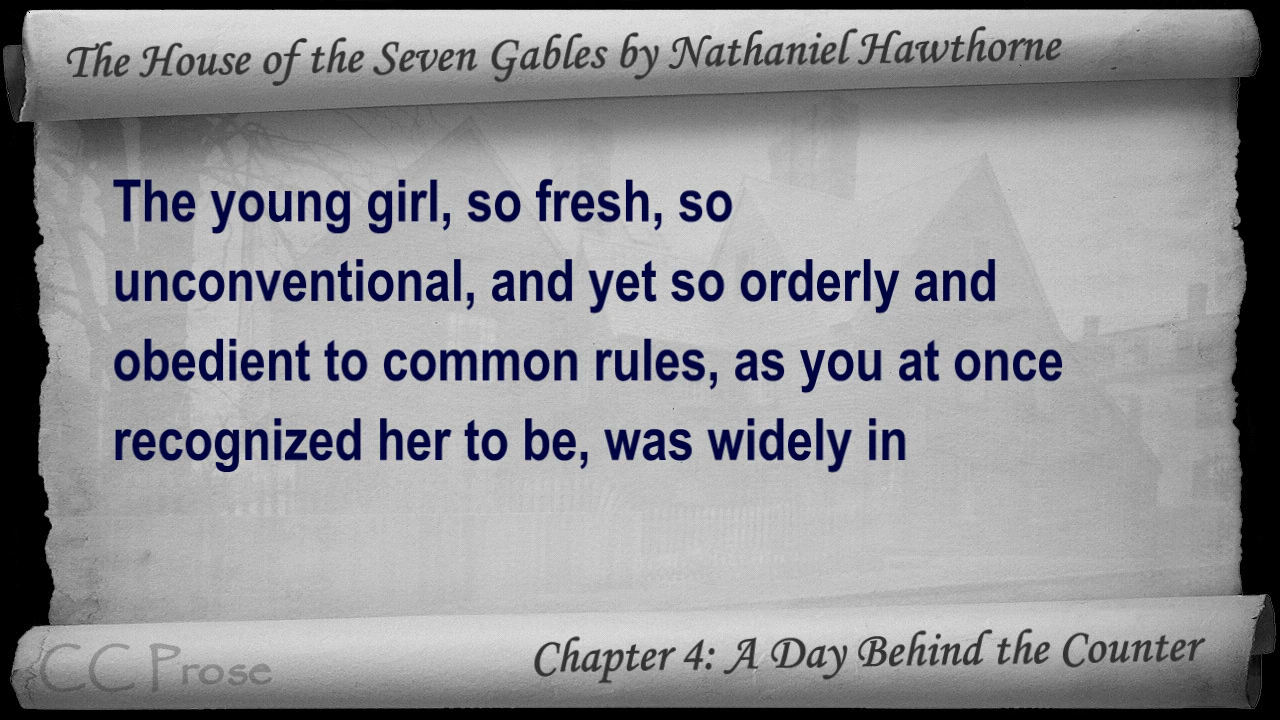 The House of the Seven Gables by Nathaniel Hawthorne
The young girl, so fresh, so
unconventional, and yet so orderly and
obedient to common rules, as you at once
recognized her to be, was widely in
CC Prose
Chapter 4: A Day Behind the Counter